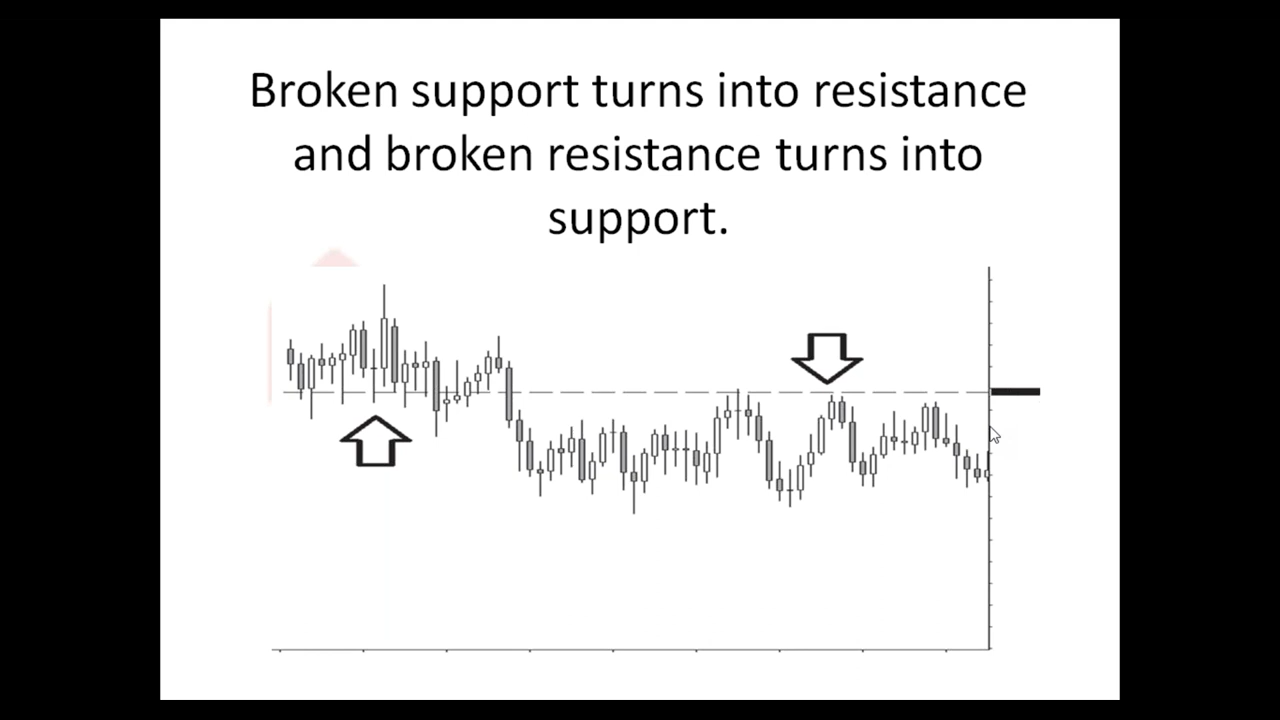 Broken support turns into resistance
and broken resistance turns into
support.